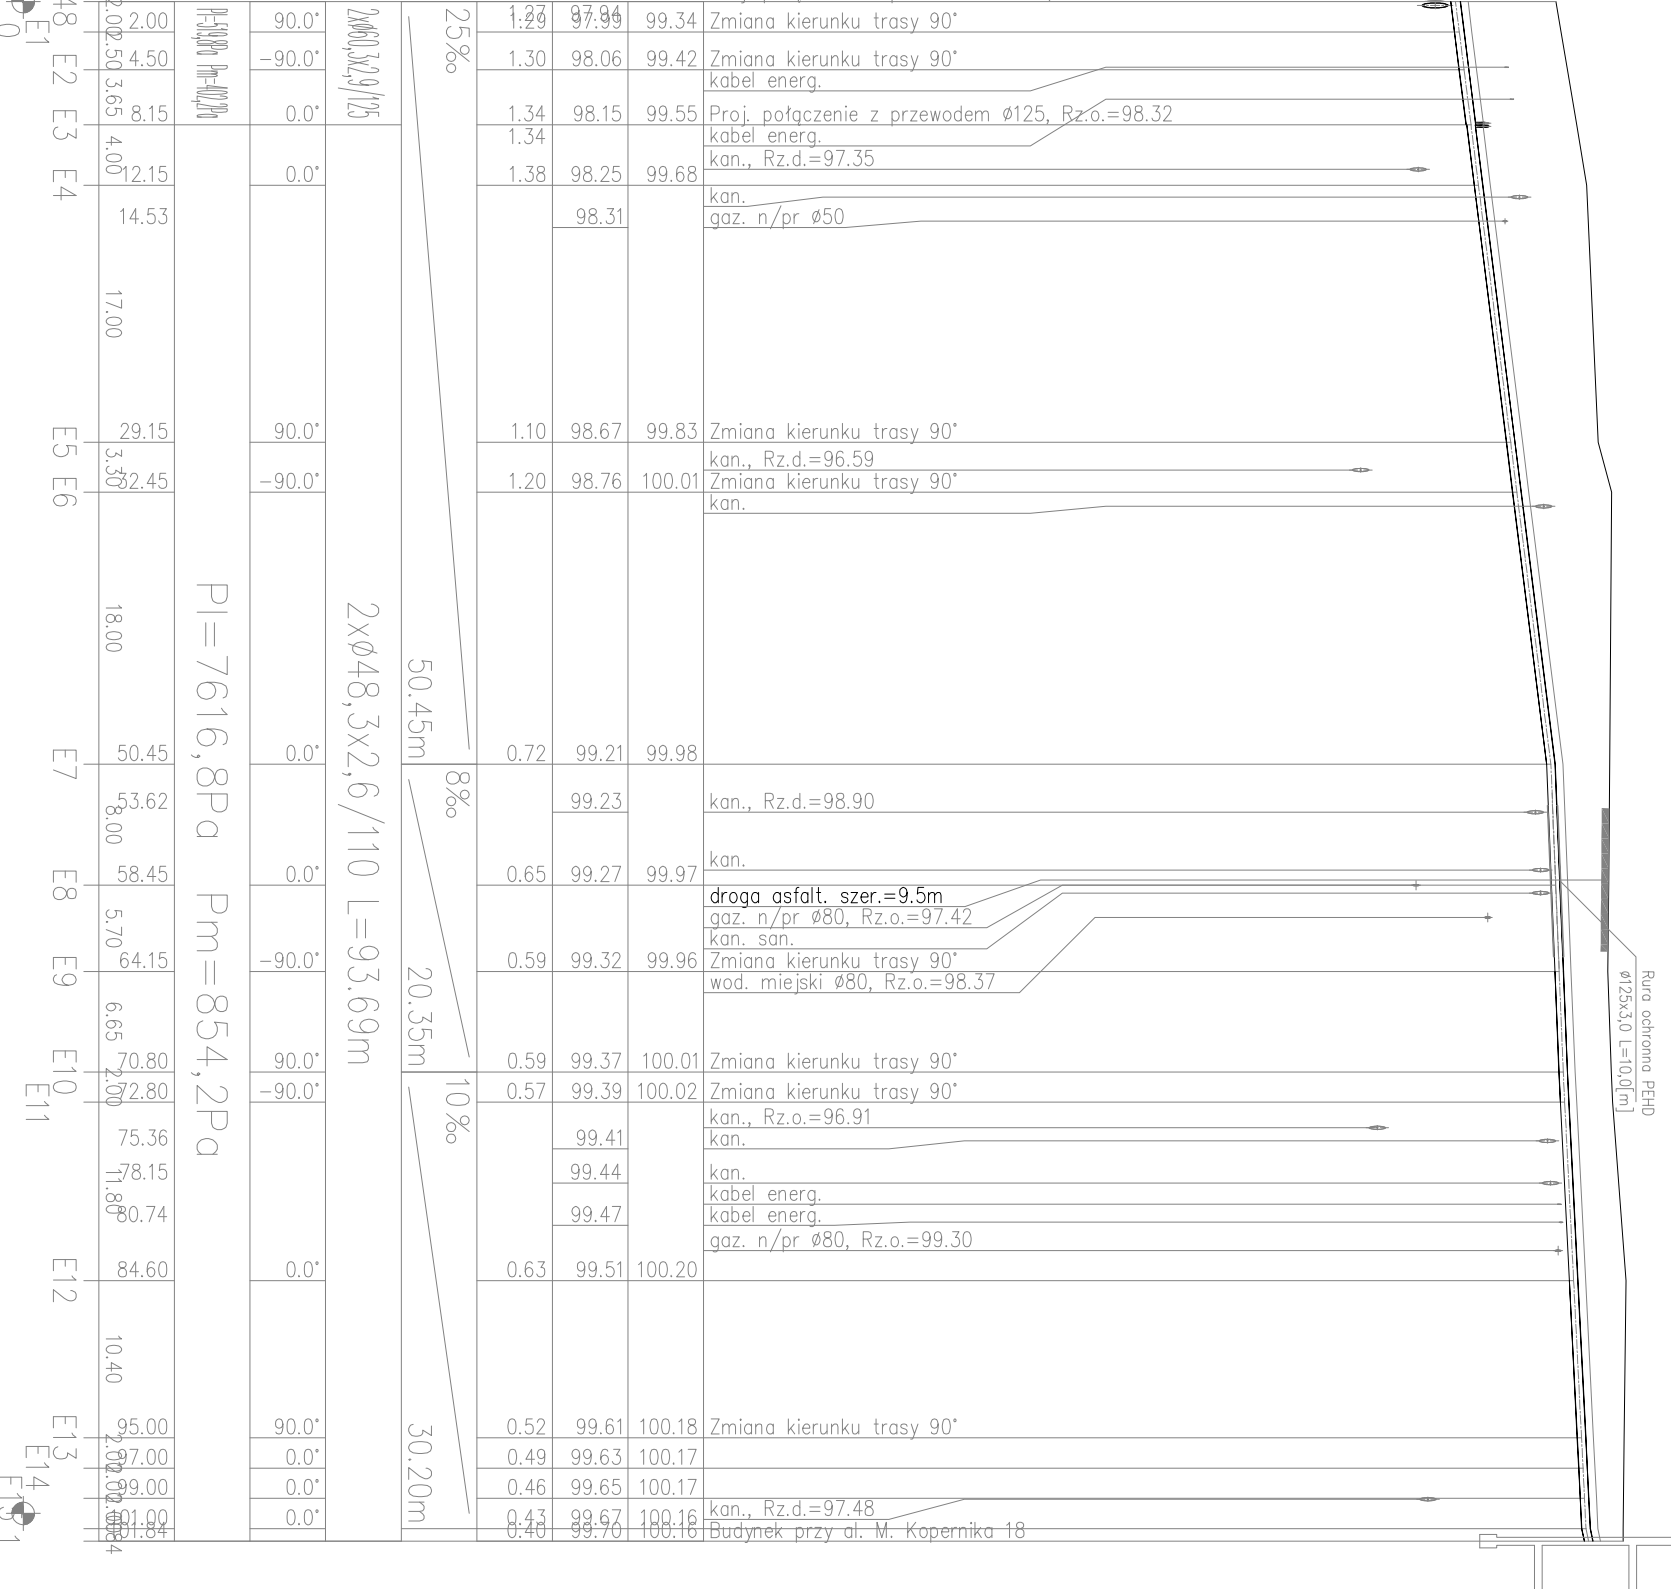 1.27 97.94
2.00 90.0° 1.29 97.99 99.34 Zmiana kierunku trasy 90°
4.50 -90.0° 1.30 98.06 99.42 Zmiana kierunku trasy 90°
kabel energ.
8.15 0.0° 1.34 98.15 99.55 Proj. połączenie z przewodem ø125, Rz.o.=98.32
1.34 kabel energ.
kan., Rz.d.=97.35
12.15 0.0° 1.38 98.25 99.68
kan.
14.53 98.31 gaz. n/pr ø50
29.15 90.0° 1.10 98.67 99.83 Zmiana kierunku trasy 90°
kan., Rz.d.=96.59
32.45 -90.0° 1.20 98.76 100.01 Zmiana kierunku trasy 90°
kan.
50.45 0.0° 0.72 99.21 99.98
53.62 99.23 kan., Rz.d.=98.90
kan.
58.45 0.0° 0.65 99.27 99.97
droga asfalt. szer.=9.5m
gaz. n/pr ø80, Rz.o.=97.42
kan. san.
64.15 -90.0° 0.59 99.32 99.96 Zmiana kierunku trasy 90°
wod. miejski ø80, Rz.o.=98.37
70.80 90.0° 0.59 99.37 100.01 Zmiana kierunku trasy 90°
72.80 -90.0° 0.57 99.39 100.02 Zmiana kierunku trasy 90°
kan., Rz.o.=96.91
75.36 99.41 kan.
78.15 99.44 kan.
kabel energ.
80.74 99.47 kabel energ.
gaz. n/pr ø80, Rz.o.=99.30
84.60 0.0° 0.63 99.51 100.20
95.00 90.0° 0.52 99.61 100.18 Zmiana kierunku trasy 90°
97.00 0.0° 0.49 99.63 100.17
99.00 0.0° 0.46 99.65 100.17
kan., Rz.d.=97.48
101.00 0.0° 0.43 99.67 100.16
101.84 0.40 99.70 100.16 Budynek przy al. M. Kopernika 18
E1
E2
E3
E4
E5
E6
E7
E8
E9
E10
E11
E12
E13
E14
2.00
2.50
3.65
4.00
17.00
3.30
18.00
8.00
5.70
6.65
2.00
11.80
10.40
2.00
Pl=7616,8Pa Pm=854,2Pa
2xø60,3x2,9/125
2xø48,3x2,6/110 L=93.69m
25‰
50.45m
8‰
20.35m
10‰
30.20m
Rura ochronna PEHD
ø125x3,0 L=10,0[m]